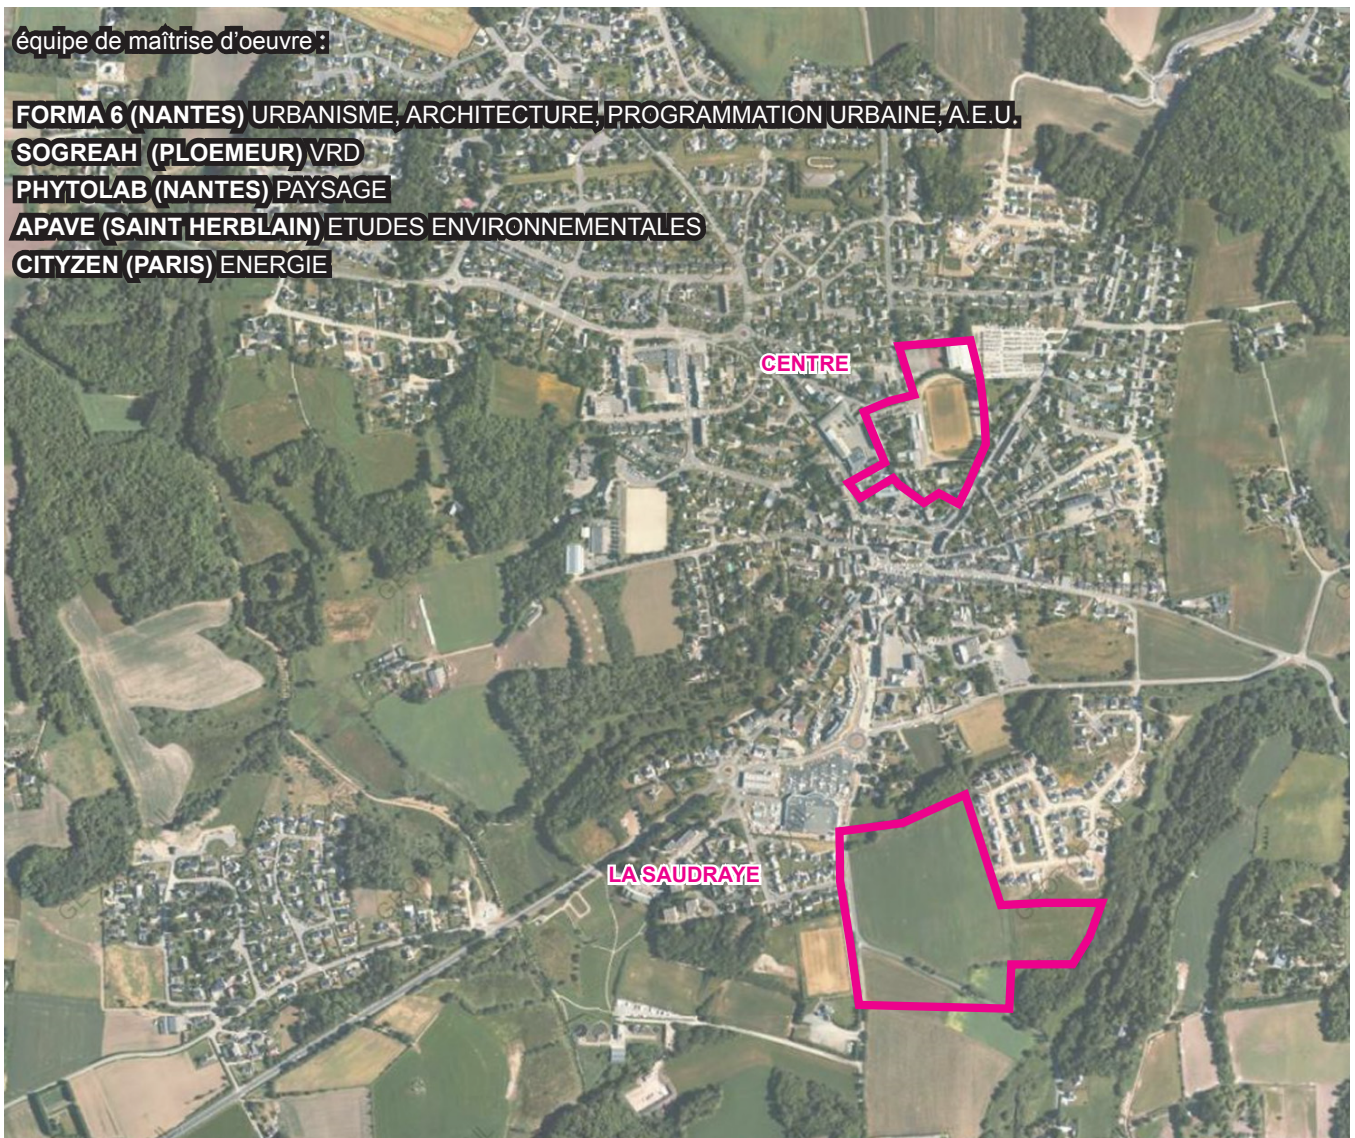 équipe de maîtrise d'oeuvre :
FORMA 6 (NANTES) URBANISME, ARCHITECTURE, PROGRAMMATION URBAINE, A.E.U.
SOGREAH (PLOEMEUR) VRD
PHYTOLAB (NANTES) PAYSAGE
APAVE (SAINT HERBLAIN) ETUDES ENVIRONNEMENTALES
CITYZEN (PARIS) ENERGIE
CENTRE
LA SAUDRAYE